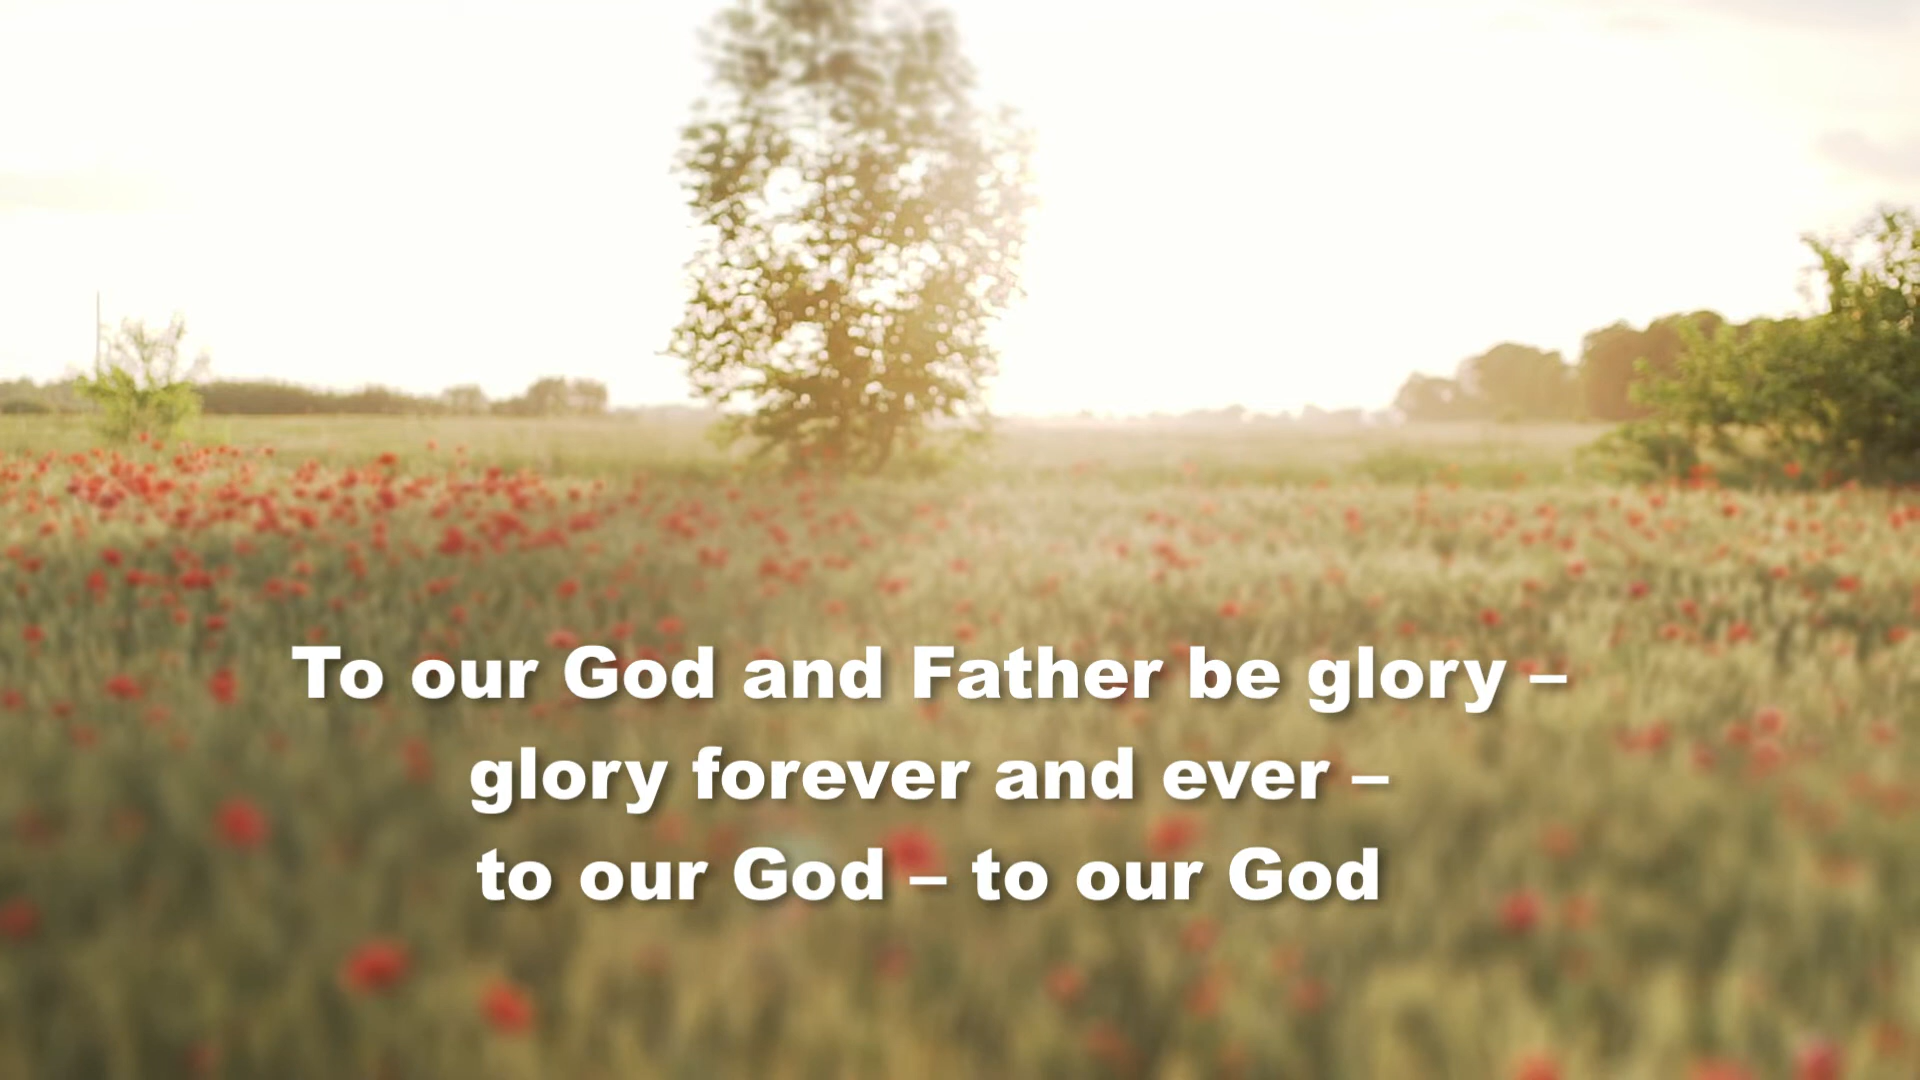 To our God and Father be glory –
glory forever and ever –
to our God – to our God